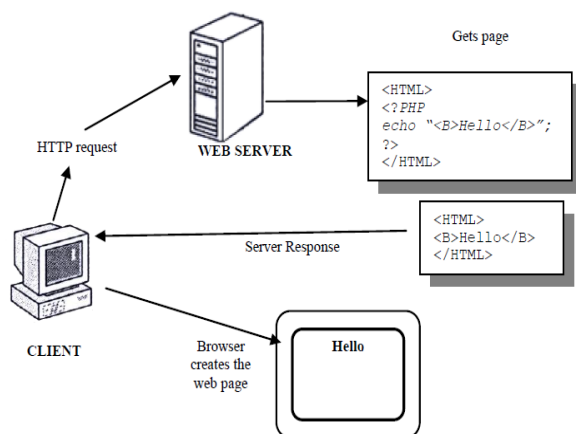 Gets page
<HTML>
<?PHP
echo “<B>Hello</B>”;
?>
</HTML>
HTTP request
WEB SERVER
<HTML>
<B>Hello</B>
</HTML>
Server Response
CLIENT
Browser
creates the
web page
Hello